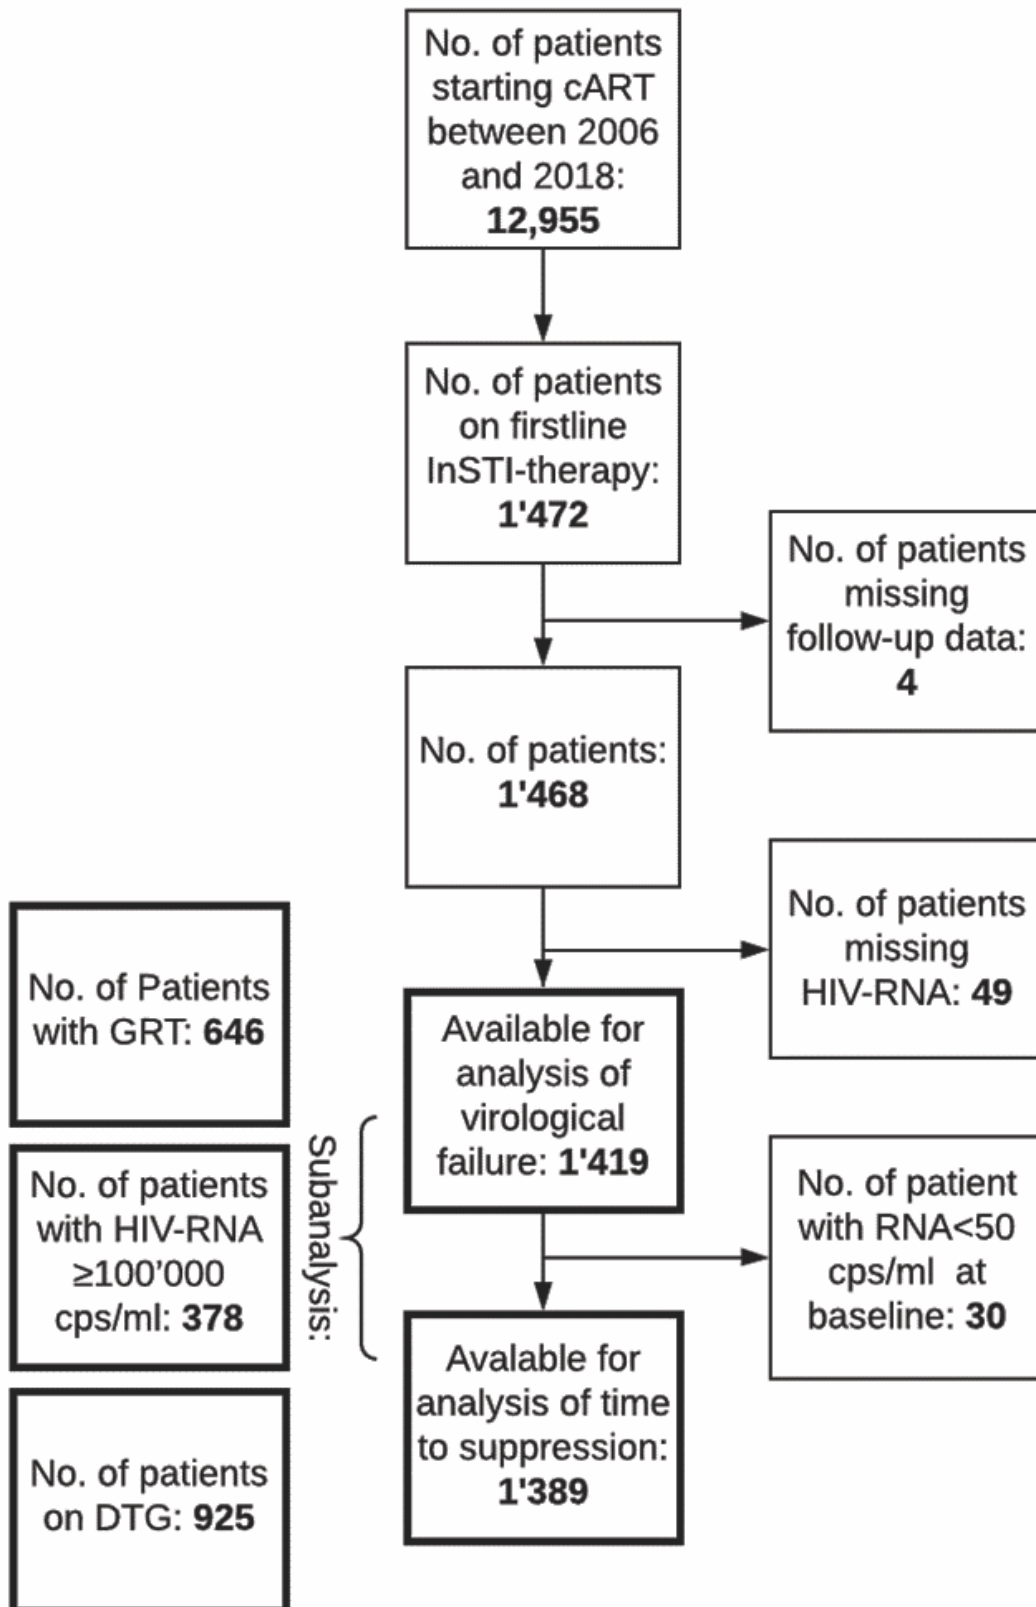 No. of patients
starting cART
between 2006
and 2018:
12,955
No. of patients
on firstline
InSTI-therapy:
1'472
No. of patients
missing
follow-up data:
4
No. of patients:
1'468
No. of patients
missing
HIV-RNA: 49
No. of Patients
with GRT: 646
Available for
analysis of
virological
failure: 1'419
No. of patients
with HIV-RNA
≥100’000
cps/ml: 378
Subanalysis:
No. of patient
with RNA<50
cps/ml at
baseline: 30
Avalable for
analysis of time
to suppression:
1'389
No. of patients
on DTG: 925